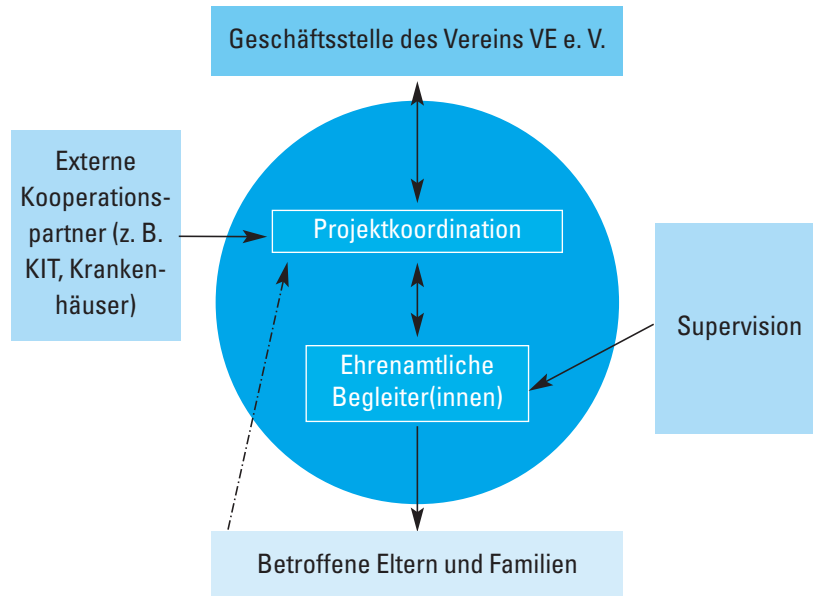 Geschäftsstelle des Vereins VE e. V.
Externe
Kooperations-
partner (z. B.
KIT, Kranken-
häuser)
Projektkoordination
Supervision
Ehrenamtliche
Begleiter(innen)
Betroffene Eltern und Familien